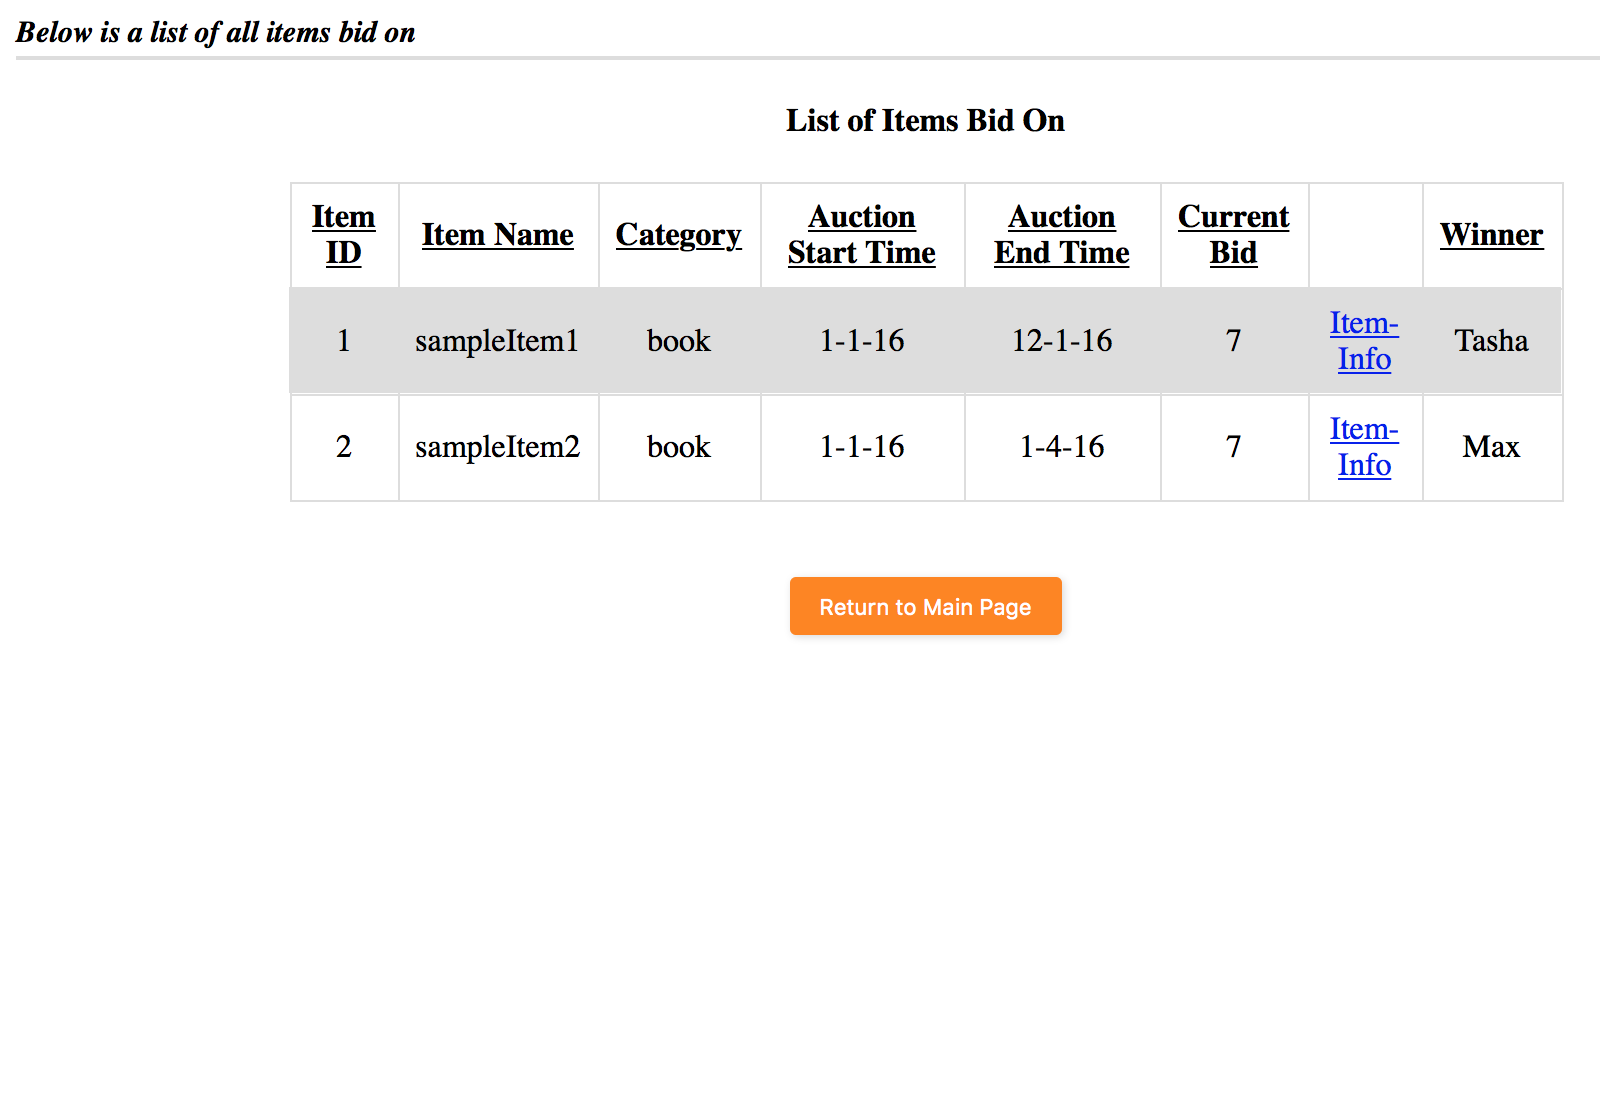 Below is a list of all items bid on
List of Items Bid On
Item ID Item Name Category Auction Start Time Auction End Time Current Bid Winner
1 sampleItem1 book 1-1-16 12-1-16 7 Item-Info Tasha
2 sampleItem2 book 1-1-16 1-4-16 7 Item-Info Max
Return to Main Page